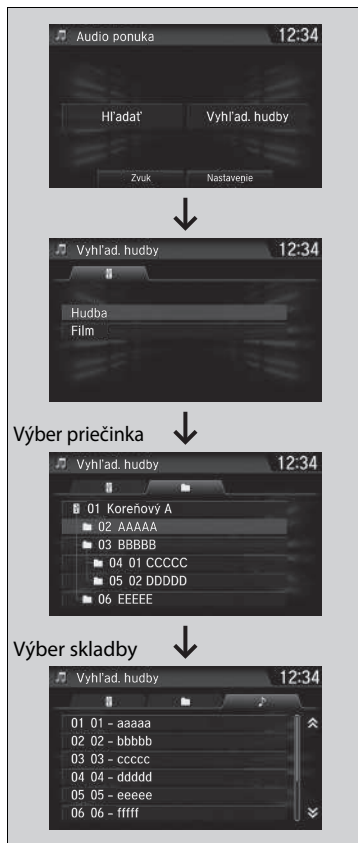 Audio ponuka 12:34
Hľadať Vyhľad. hudby
Zvuk Nastavenie
Vyhľad. hudby 12:34
Hudba
Film
Výber priečinka
Vyhľad. hudby 12:34
01 Koreňový A
02 AAAAA
03 BBBBB
04 01 CCCCC
05 02 DDDDD
06 EEEEE
Výber skladby
Vyhľad. hudby 12:34
01 01 – aaaaa
02 02 – bbbbb
03 03 – ccccc
04 04 – ddddd
05 05 – eeeee
06 06 – fffff